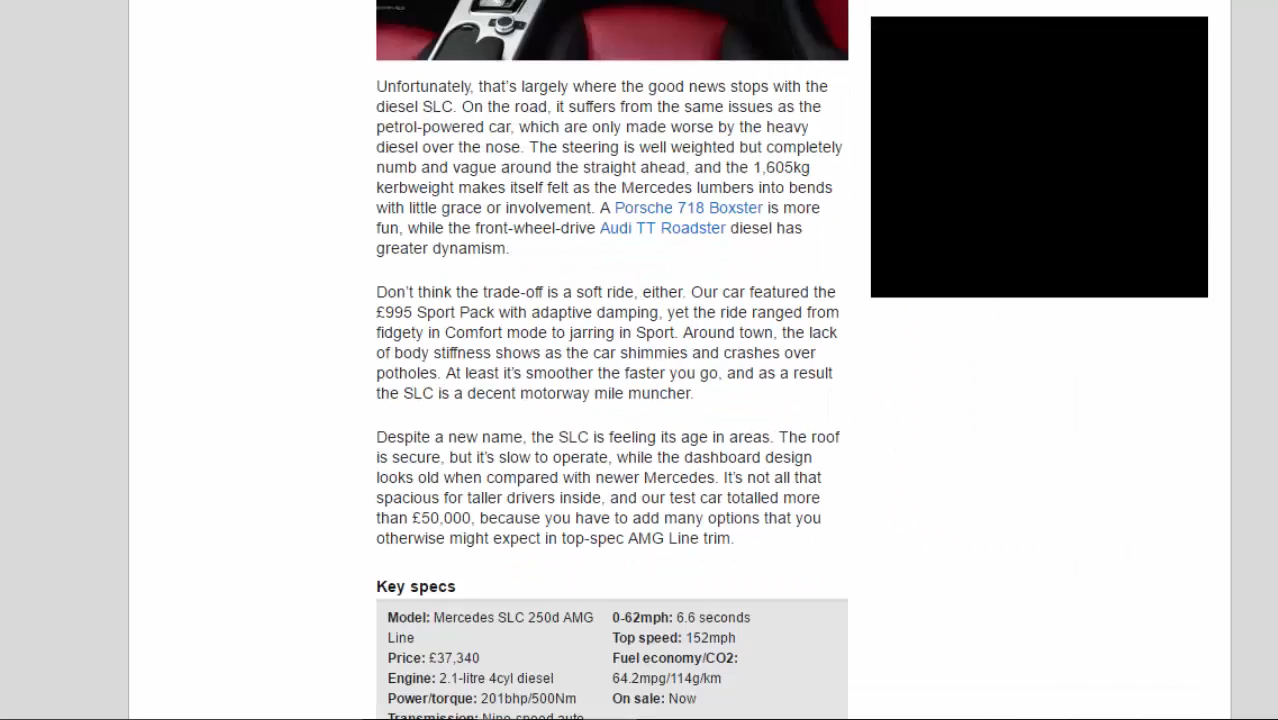 Unfortunately, that's largely where the good news stops with the
diesel SLC. On the road, it suffers from the same issues as the
petrol-powered car, which are only made worse by the heavy
diesel over the nose. The steering is well weighted but completely
numb and vague around the straight ahead, and the 1,605kg
kerbweight makes itself felt as the Mercedes lumbers into bends
with little grace or involvement. A Porsche 718 Boxster is more
fun, while the front-wheel-drive Audi TT Roadster diesel has
greater dynamism.
Don't think the trade-off is a soft ride, either. Our car featured the
£995 Sport Pack with adaptive damping, yet the ride ranged from
fidgety in Comfort mode to jarring in Sport. Around town, the lack
of body stiffness shows as the car shimmies and crashes over
potholes. At least it's smoother the faster you go, and as a result
the SLC is a decent motorway mile muncher.
Despite a new name, the SLC is feeling its age in areas. The roof
is secure, but it's slow to operate, while the dashboard design
looks old when compared with newer Mercedes. It's not all that
spacious for taller drivers inside, and our test car totalled more
than £50,000, because you have to add many options that you
otherwise might expect in top-spec AMG Line trim.
Key specs
Model: Mercedes SLC 250d AMG
Line
Price: £37,340
Engine: 2.1-litre 4cyl diesel
Power/torque: 201bhp/500Nm
Transmission: Nine-speed auto
0-62mph: 6.6 seconds
Top speed: 152mph
Fuel economy/CO2:
64.2mpg/114g/km
On sale: Now